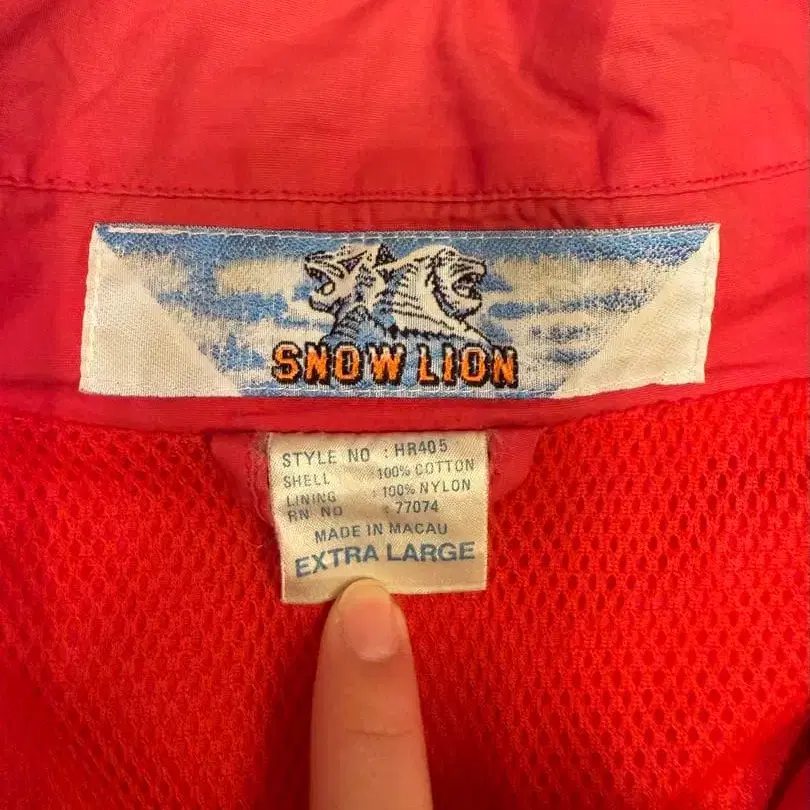 SNOW LION
STYLE NO : HR405
SHELL : 100% COTTON
LINING : 100% NYLON
RN NO : 77074
MADE IN MACAU
EXTRA LARGE